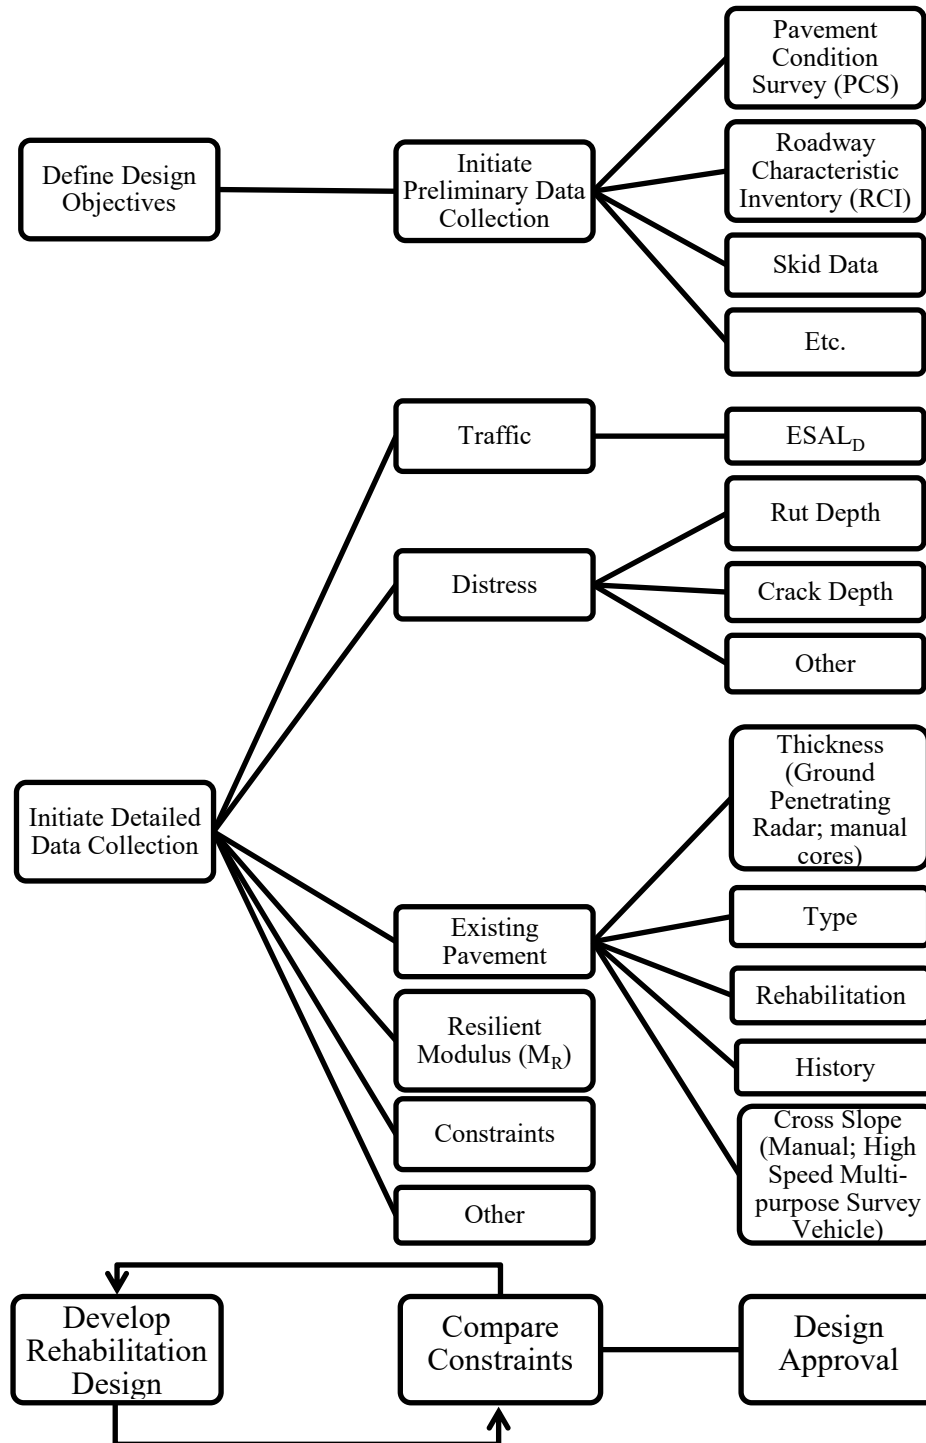 Define Design
Objectives
Initiate
Preliminary Data
Collection
Pavement
Condition
Survey (PCS)
Roadway
Characteristic
Inventory (RCI)
Skid Data
Etc.
Initiate Detailed
Data Collection
Traffic
ESAL_D
Distress
Rut Depth
Crack Depth
Other
Existing
Pavement
Thickness
(Ground
Penetrating
Radar; manual
cores)
Type
Rehabilitation
History
Cross Slope
(Manual; High
Speed Multi-
purpose Survey
Vehicle)
Resilient
Modulus (M_R)
Constraints
Other
Develop
Rehabilitation
Design
Compare
Constraints
Design
Approval